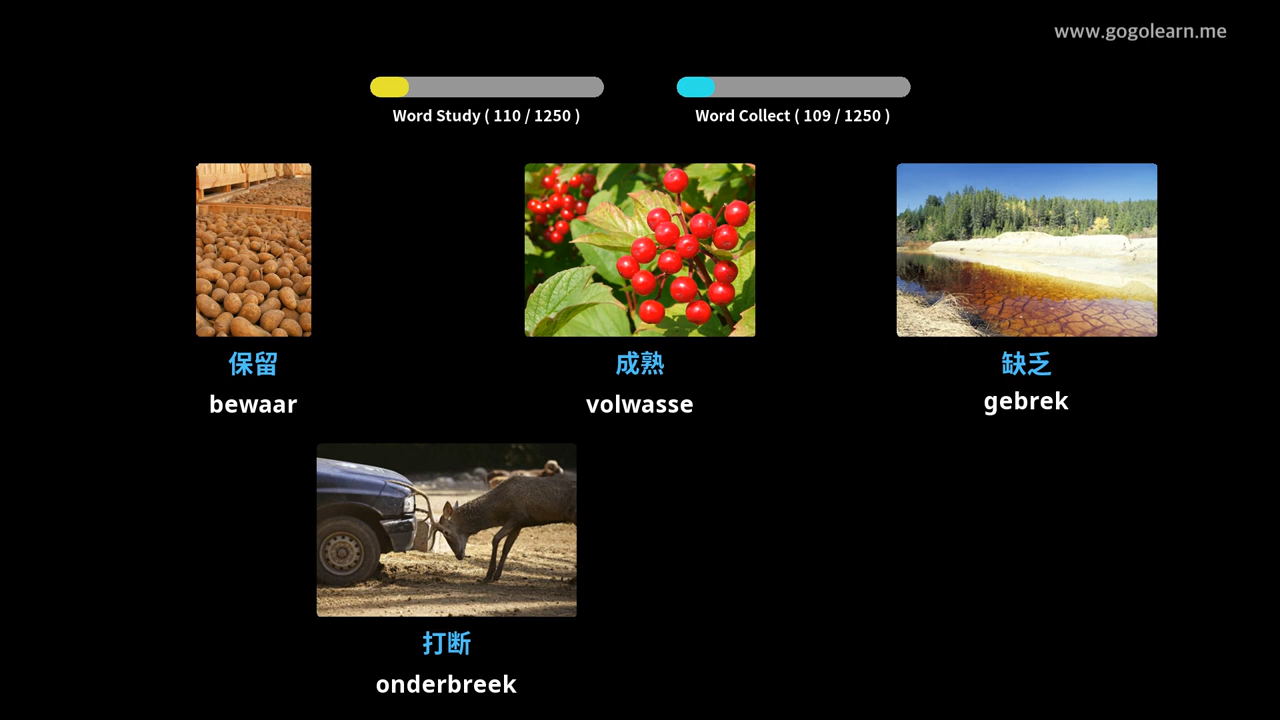 www.gogolearn.me
Word Study ( 110 / 1250 )
Word Collect ( 109 / 1250 )
保留
bewaar
成熟
volwasse
缺乏
gebrek
打断
onderbreek